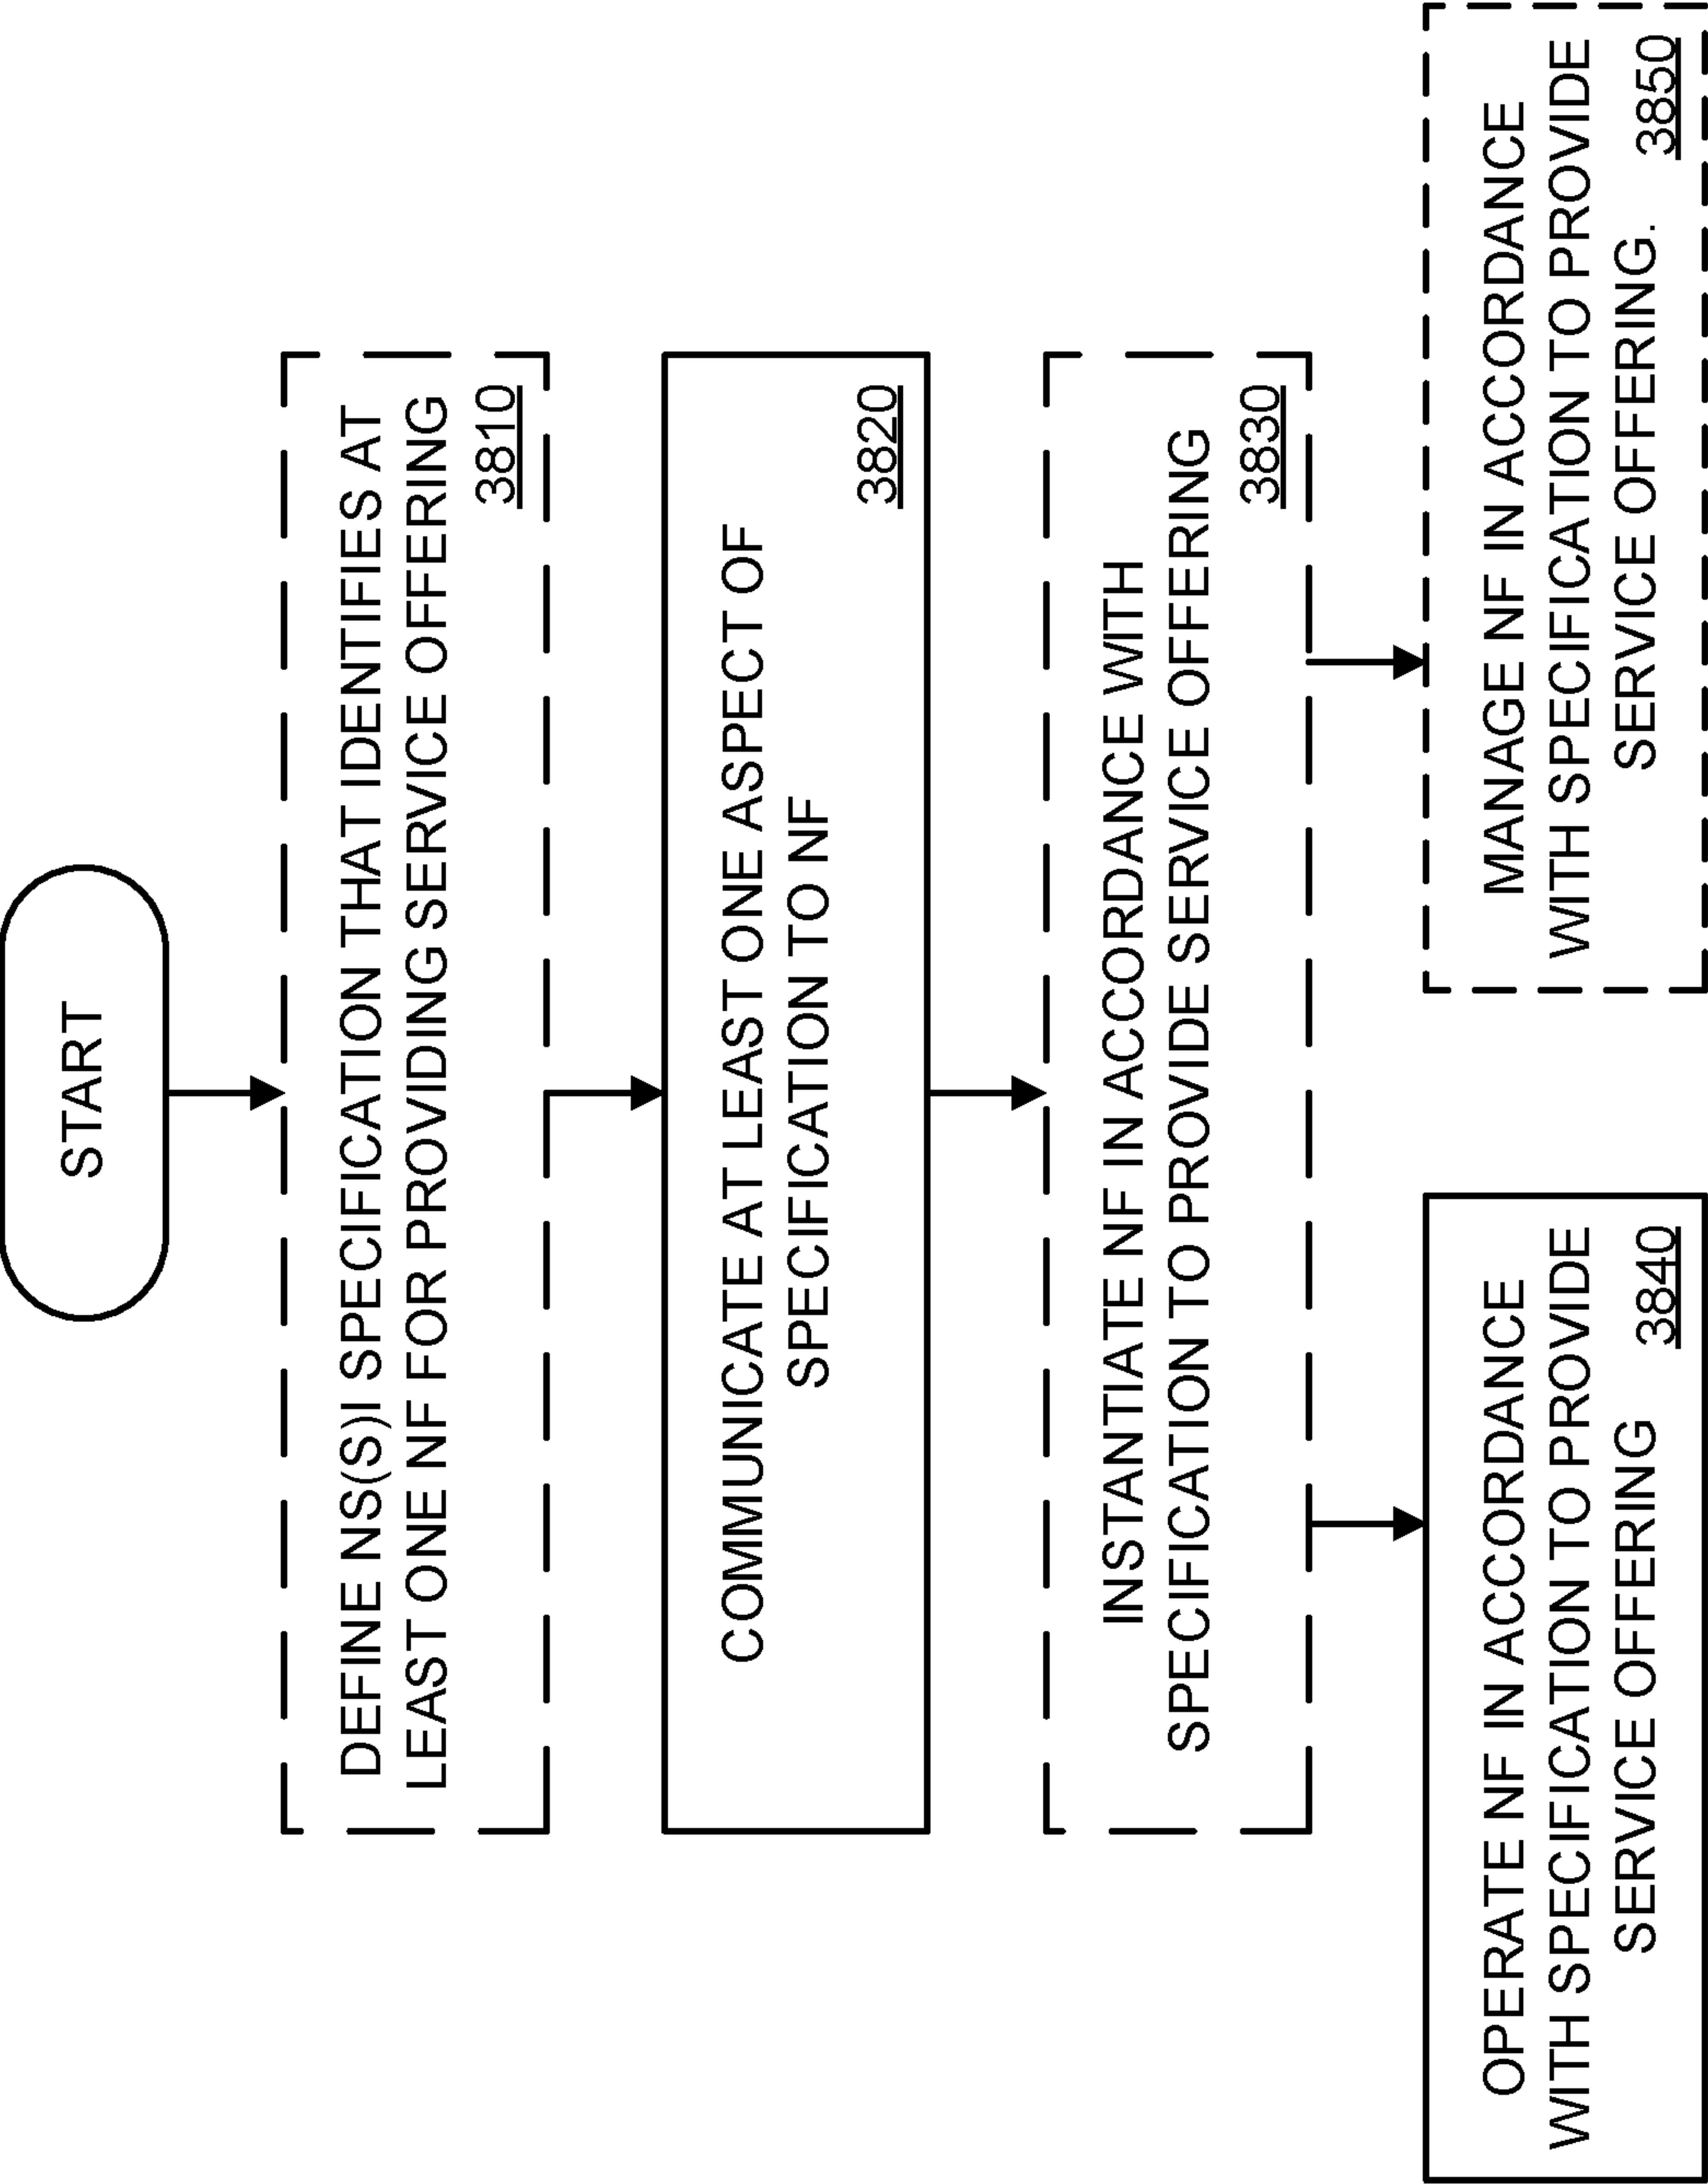 START
DEFINE NS(S)I SPECIFICATION THAT IDENTIFIES AT
LEAST ONE NF FOR PROVIDING SERVICE OFFERING
3810
COMMUNICATE AT LEAST ONE ASPECT OF
SPECIFICATION TO NF
3820
INSTANTIATE NF IN ACCORDANCE WITH
SPECIFICATION TO PROVIDE SERVICE OFFERING
3830
OPERATE NF IN ACCORDANCE
WITH SPECIFICATION TO PROVIDE
SERVICE OFFERING 3840
MANAGE NF IN ACCORDANCE
WITH SPECIFICATION TO PROVIDE
SERVICE OFFERING. 3850